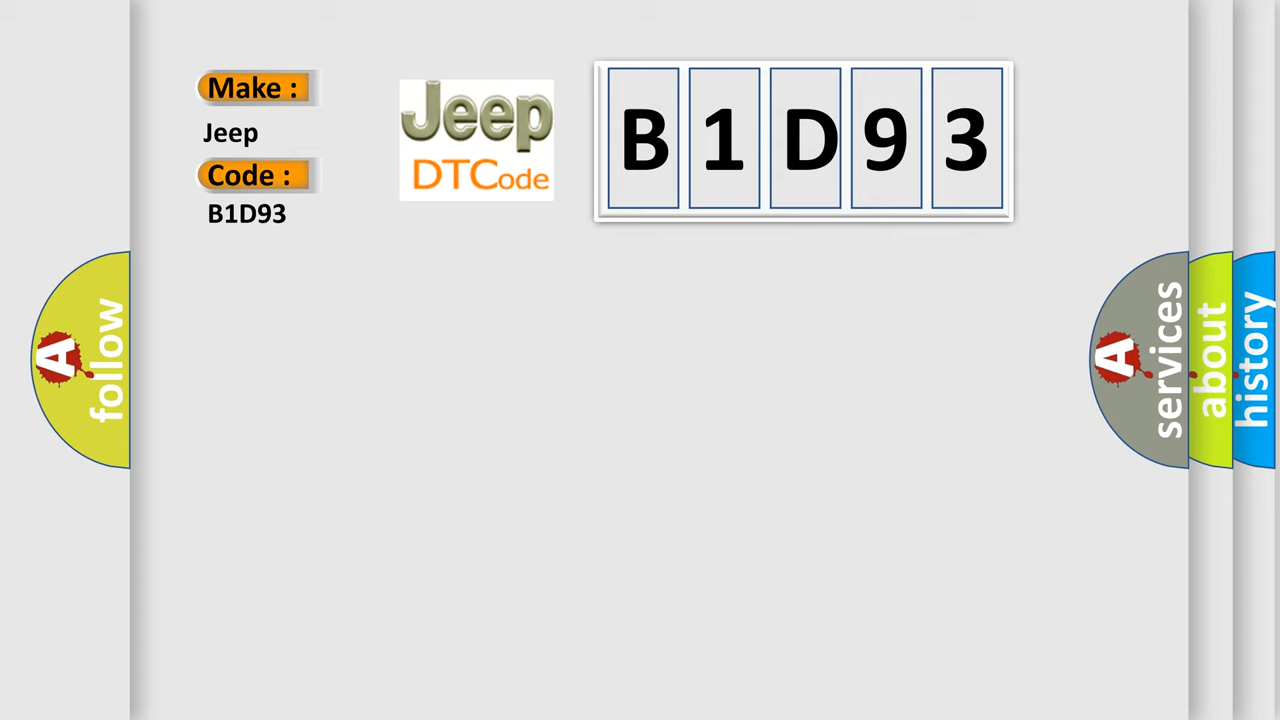 Make :
Jeep
Code :
B1D93
Jeep
DTCode
B 1 D 9 3
A follow
A services
about
history